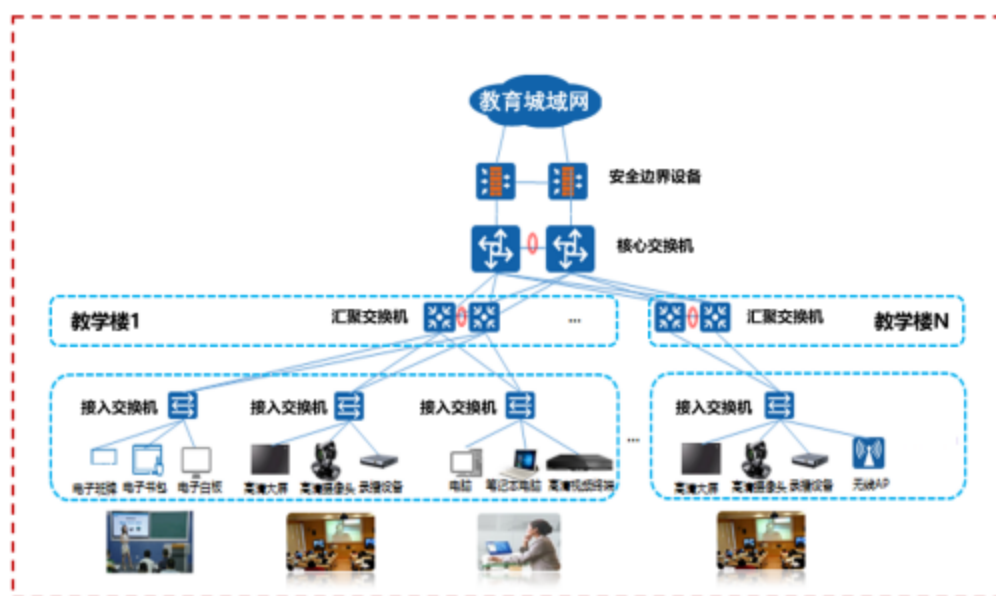 教育城域网
安全边界设备
核心交换机
教学楼1
汇聚交换机
...
汇聚交换机
教学楼N
接入交换机
接入交换机
接入交换机
...
接入交换机
电子班牌
电子书包
电子白板
高清大屏
高清摄像头
录播设备
电脑
笔记本电脑
高清视频终端
高清大屏
高清摄像头
录播设备
无线AP